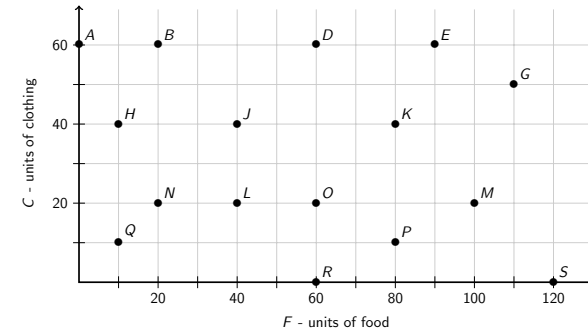 A
B
D
E
60
G
H
J
K
40
N
L
O
M
20
Q
P
R
S
20
40
60
80
100
120
C - units of clothing
F - units of food